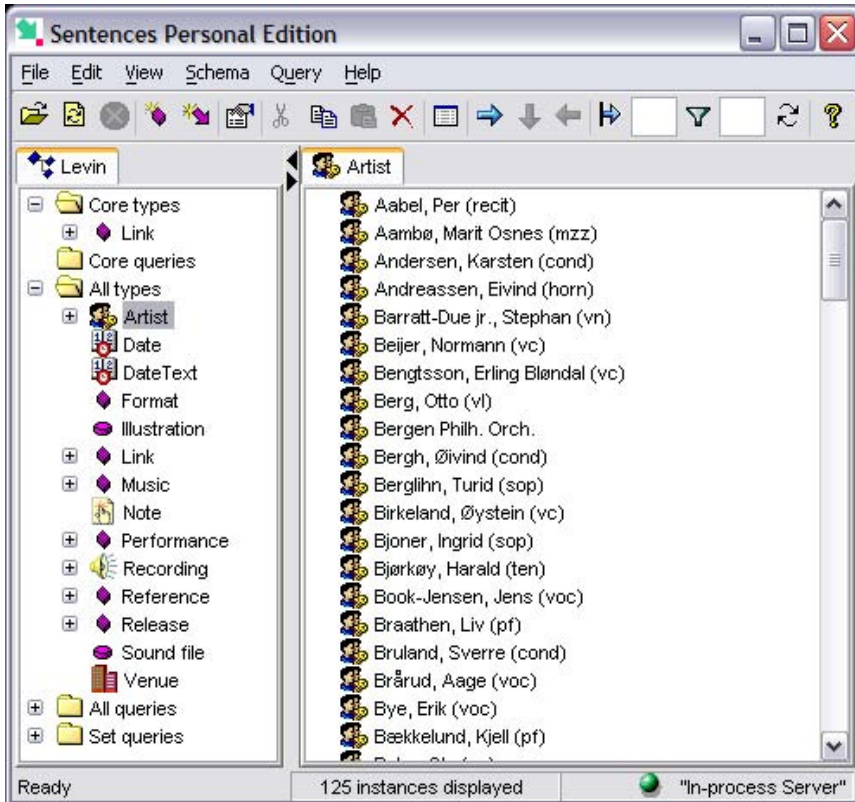 Sentences Personal Edition
File Edit View Schema Query Help
Levin
Core types
Link
Core queries
All types
Artist
Date
DateText
Format
Illustration
Link
Music
Note
Performance
Recording
Reference
Release
Sound file
Venue
All queries
Set queries
Artist
Aabel, Per (recit)
Aambø, Marit Osnes (mzz)
Andersen, Karsten (cond)
Andreassen, Eivind (horn)
Barratt-Due jr., Stephan (vn)
Beijer, Normann (vc)
Bengtsson, Erling Bløndal (vc)
Berg, Otto (vl)
Bergen Philh. Orch.
Bergh, Øivind (cond)
Berglihn, Turid (sop)
Birkeland, Øystein (vc)
Bjoner, Ingrid (sop)
Bjørkøy, Harald (ten)
Book-Jensen, Jens (voc)
Braathen, Liv (pf)
Bruland, Sverre (cond)
Brårud, Aage (voc)
Bye, Erik (voc)
Bækkelund, Kjell (pf)
Ready
125 instances displayed
"In-process Server"